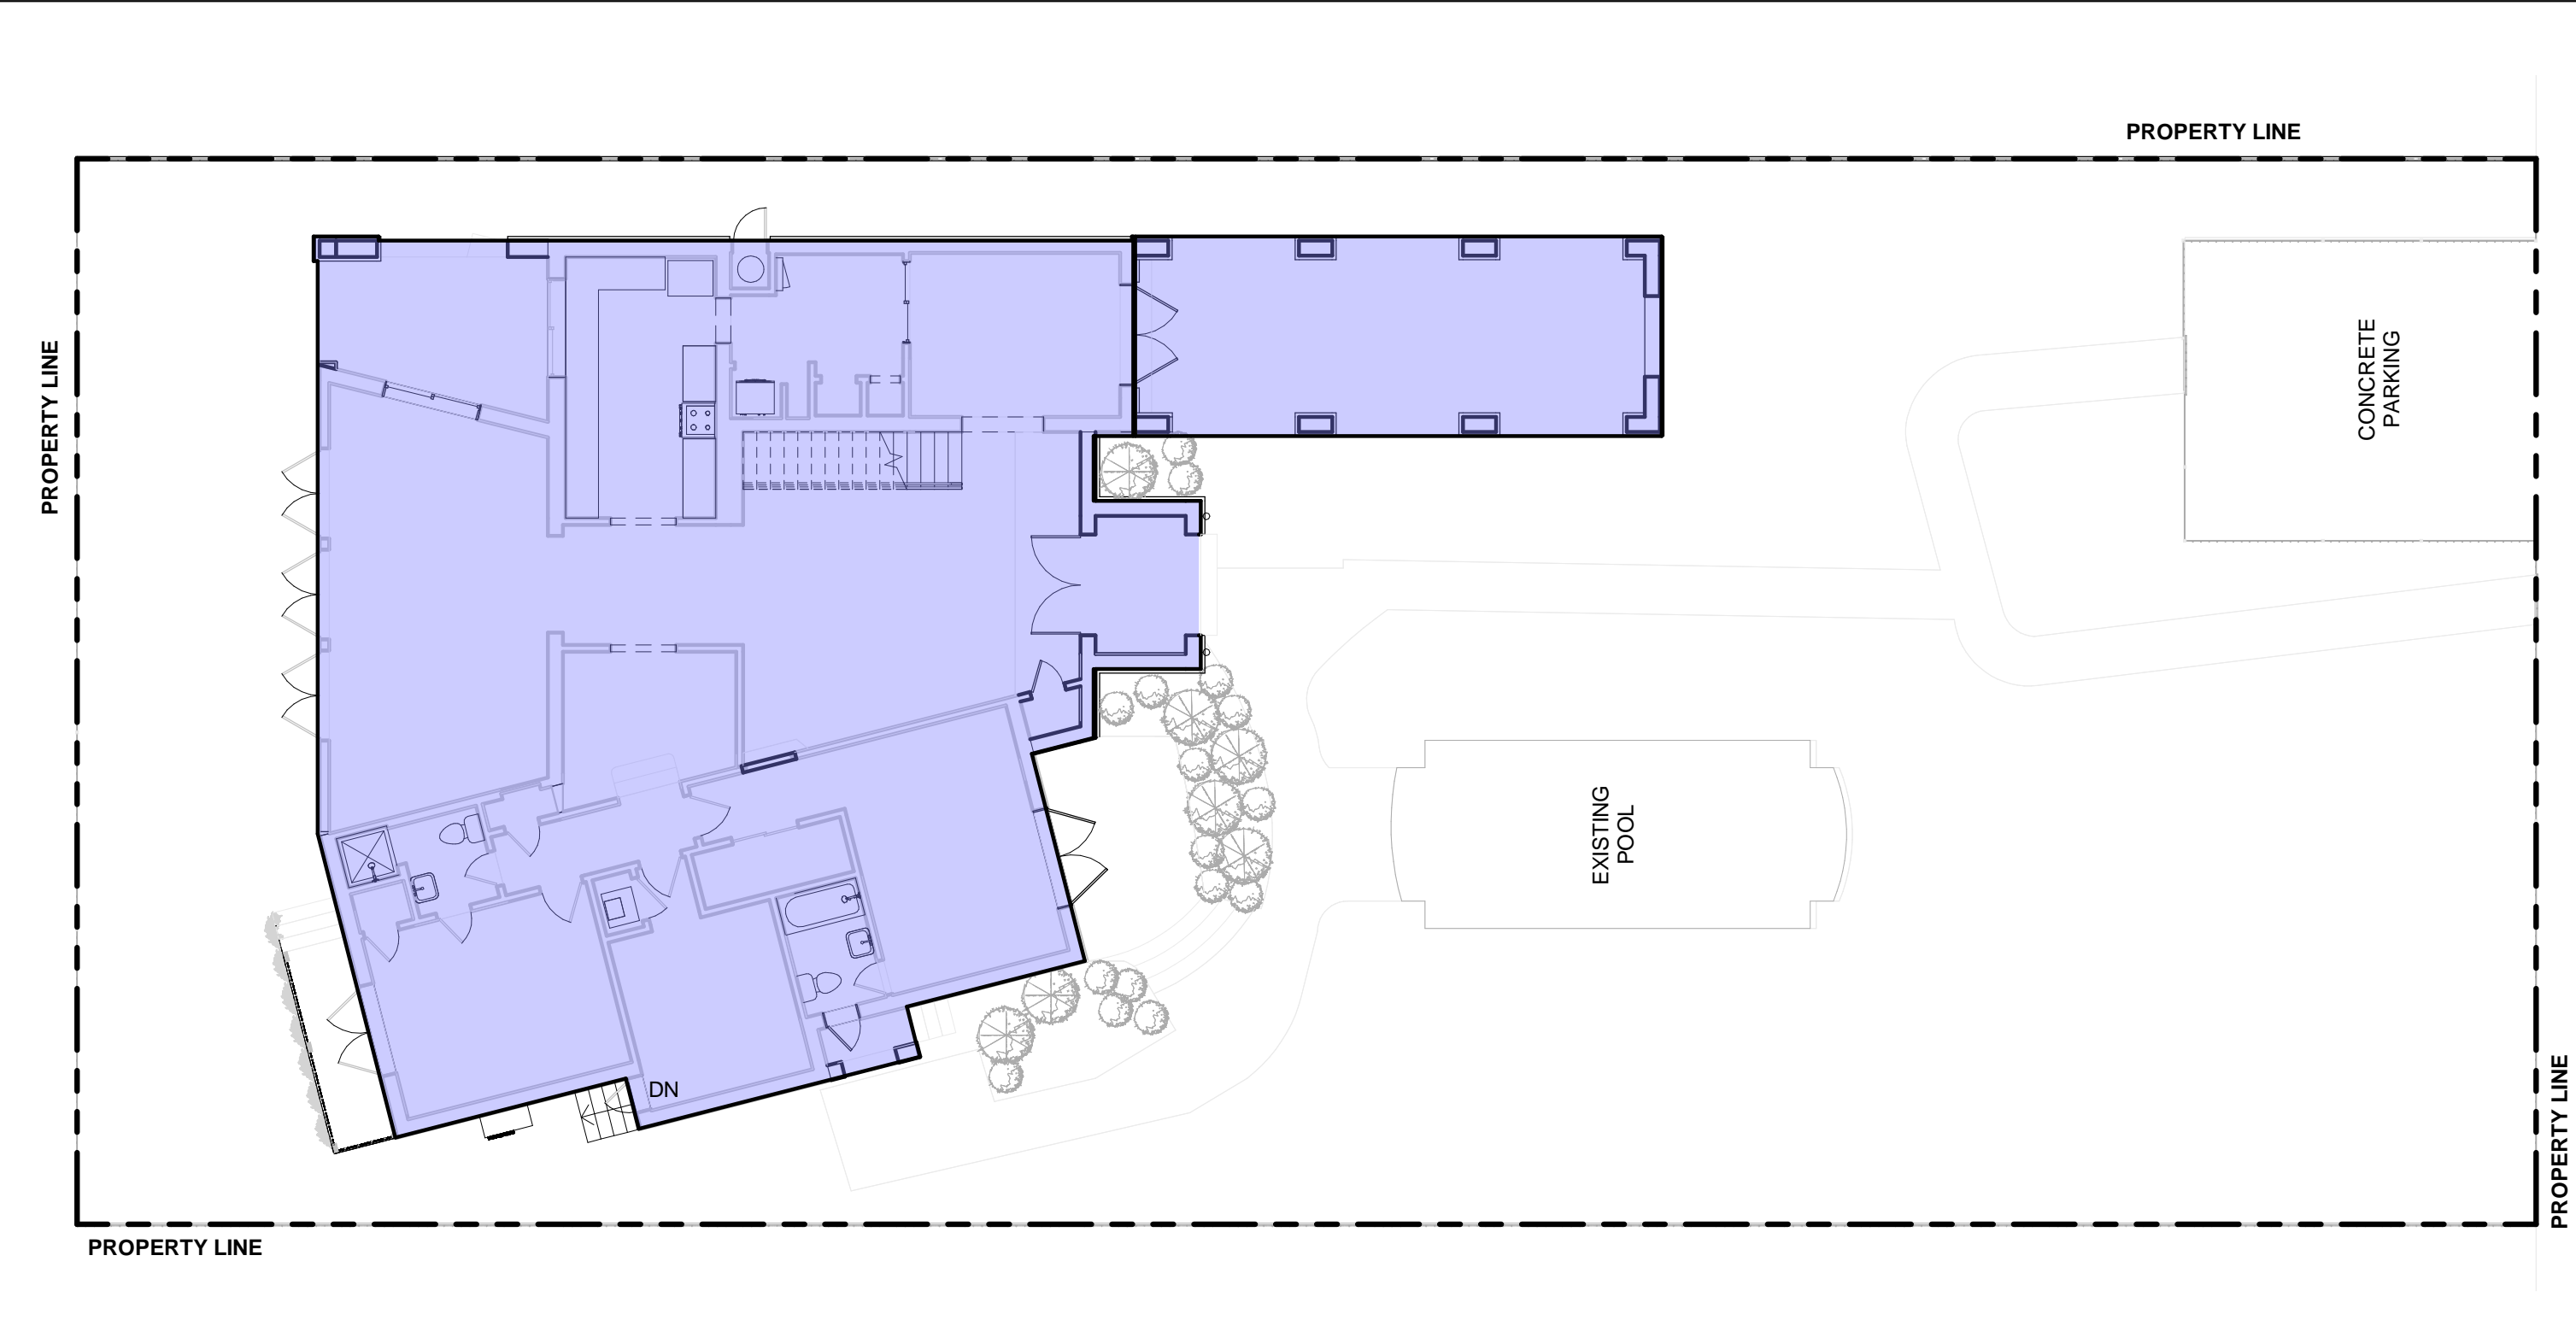 PROPERTY LINE
PROPERTY LINE
CONCRETE
PARKING
EXISTING
POOL
DN
PROPERTY LINE
PROPERTY LINE